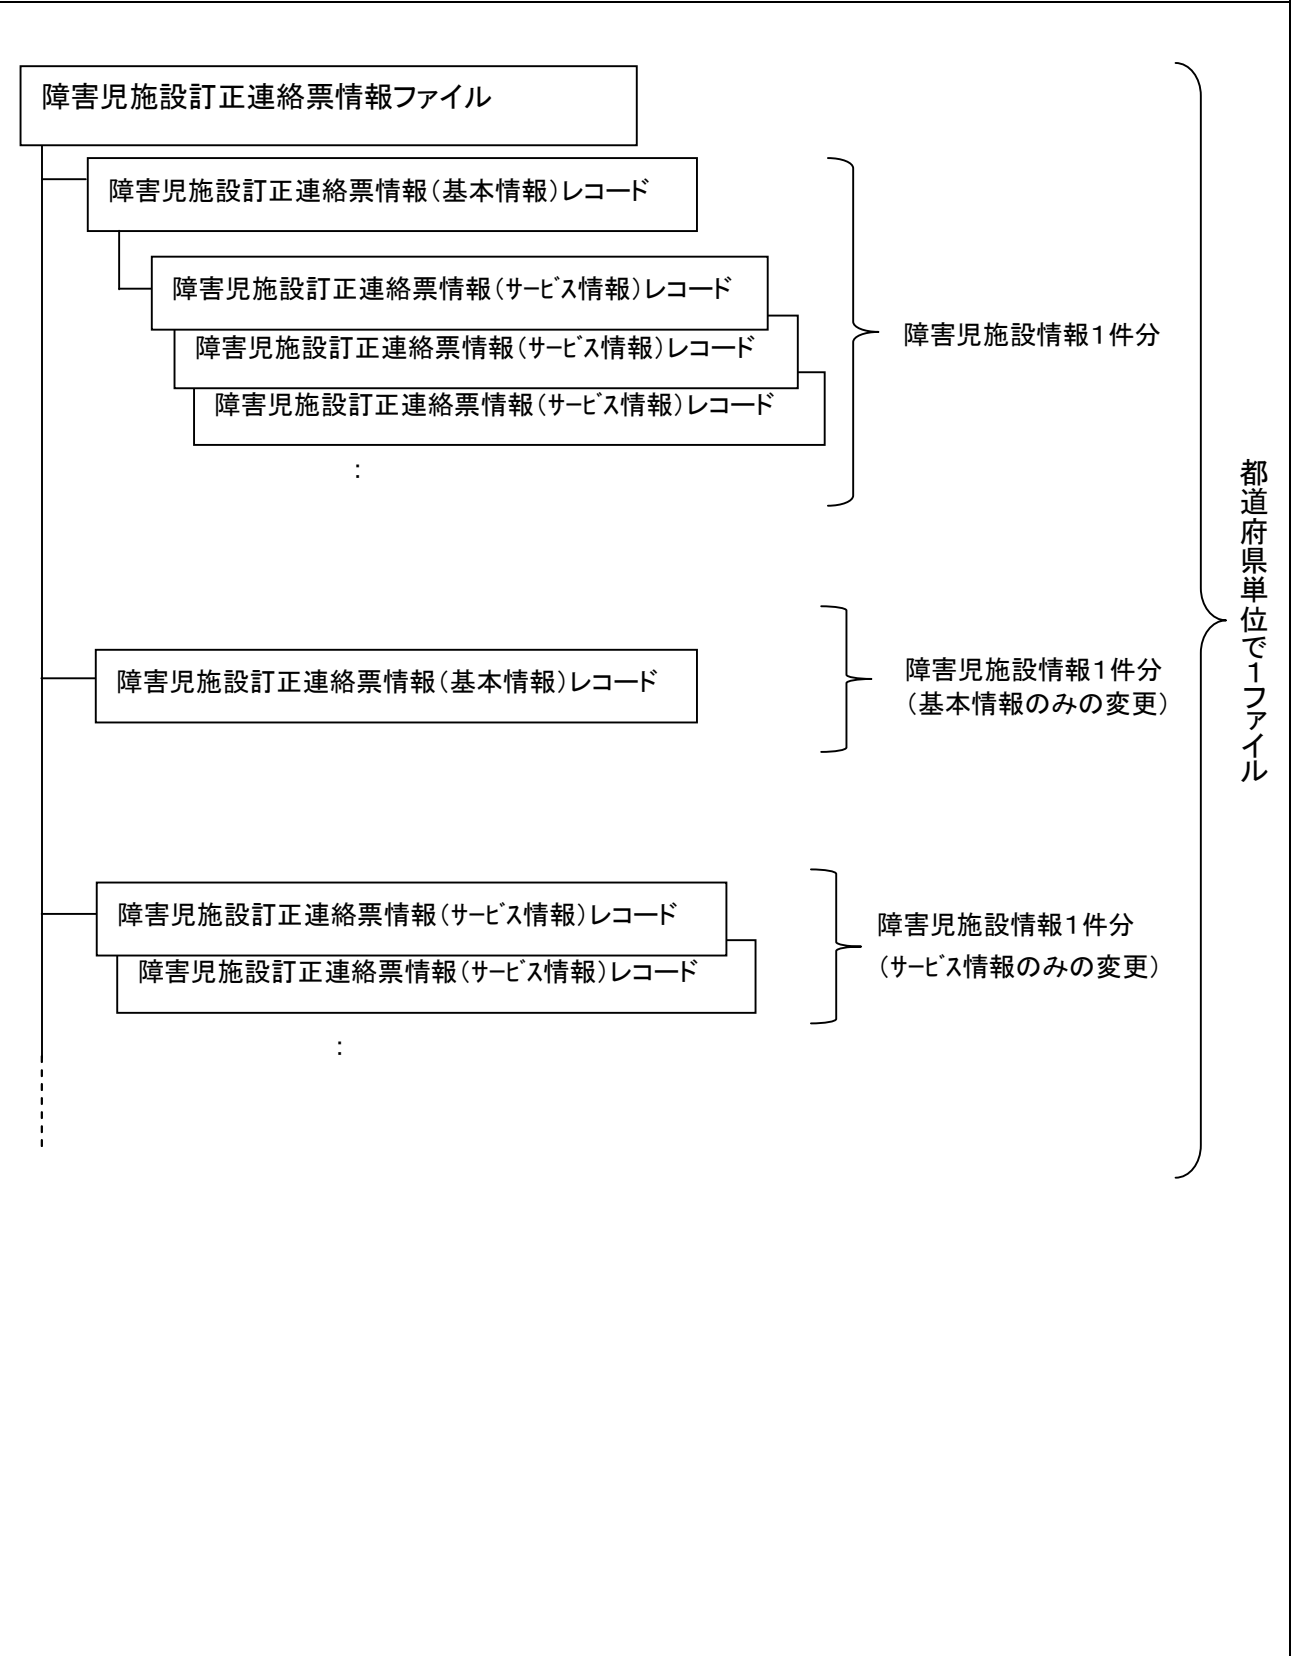 障害児施設訂正連絡票情報ファイル
障害児施設訂正連絡票情報（基本情報）レコード
障害児施設訂正連絡票情報（ｻｰﾋﾞｽ情報）レコード
障害児施設訂正連絡票情報（ｻｰﾋﾞｽ情報）レコード
障害児施設訂正連絡票情報（ｻｰﾋﾞｽ情報）レコード
：
障害児施設情報１件分
障害児施設訂正連絡票情報（基本情報）レコード
障害児施設情報１件分
（基本情報のみの変更）
障害児施設訂正連絡票情報（ｻｰﾋﾞｽ情報）レコード
障害児施設訂正連絡票情報（ｻｰﾋﾞｽ情報）レコード
：
障害児施設情報１件分
（ｻｰﾋﾞｽ情報のみの変更）
都道府県単位で１ファイル